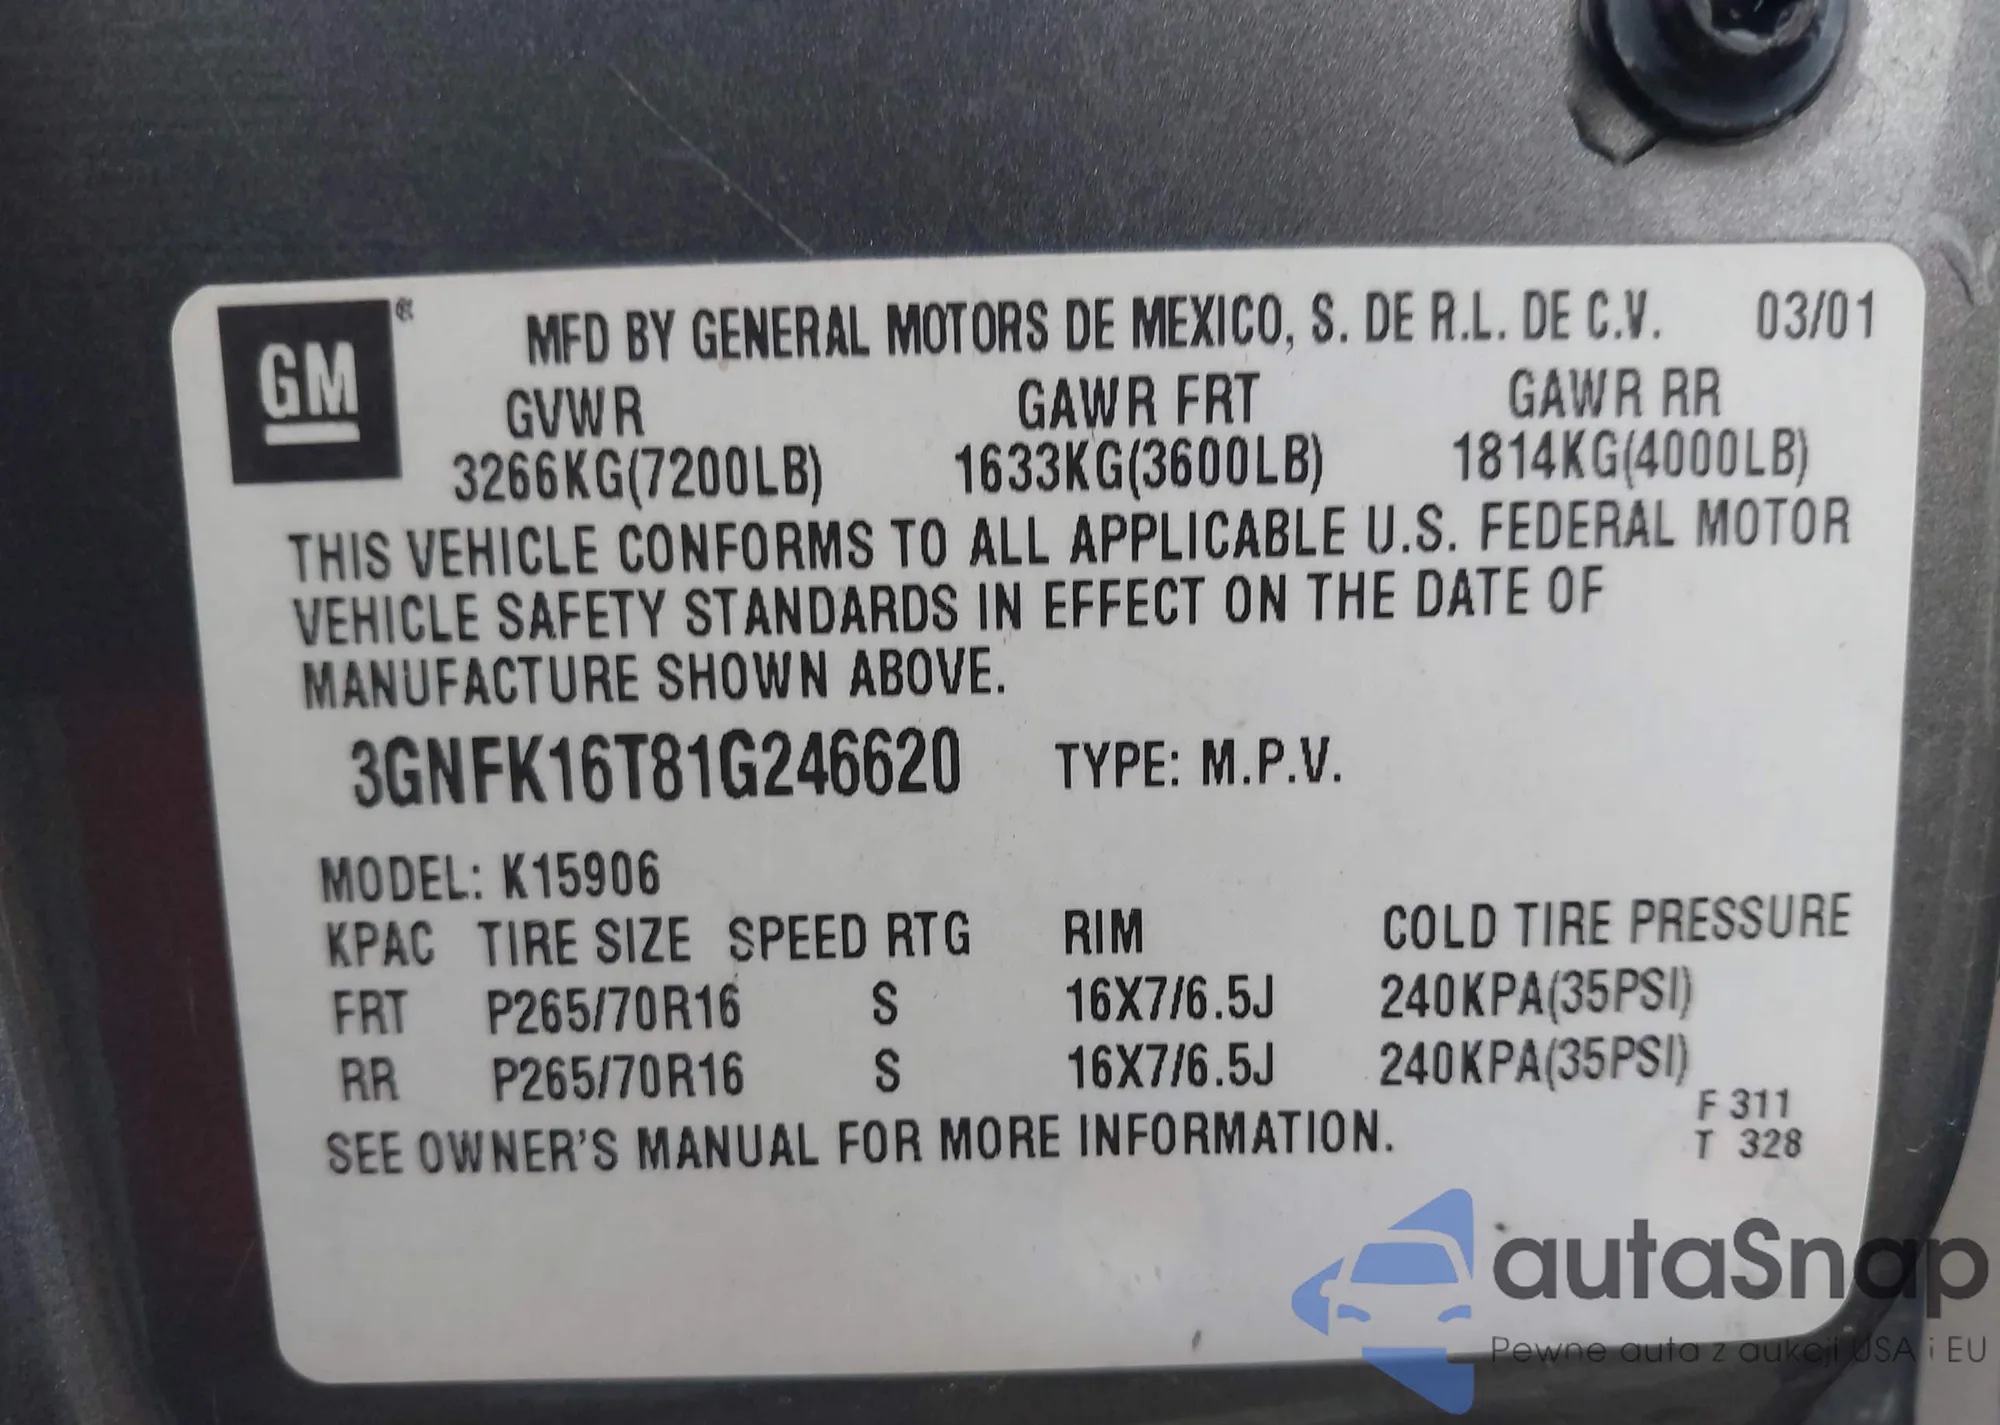 GM®
MFD BY GENERAL MOTORS DE MEXICO, S. DE R.L. DE C.V. 03/01
GVWR GAWR FRT GAWR RR
3266KG(7200LB) 1633KG(3600LB) 1814KG(4000LB)
THIS VEHICLE CONFORMS TO ALL APPLICABLE U.S. FEDERAL MOTOR
VEHICLE SAFETY STANDARDS IN EFFECT ON THE DATE OF
MANUFACTURE SHOWN ABOVE.
3GNFK16T81G246620 TYPE: M.P.V.
MODEL: K15906
KPAC TIRE SIZE SPEED RTG RIM COLD TIRE PRESSURE
FRT P265/70R16 S 16X7/6.5J 240KPA(35PSI)
RR P265/70R16 S 16X7/6.5J 240KPA(35PSI)
SEE OWNER'S MANUAL FOR MORE INFORMATION.
F 311
T 328
autaSnap
Pewne auta z aukcji USA i EU